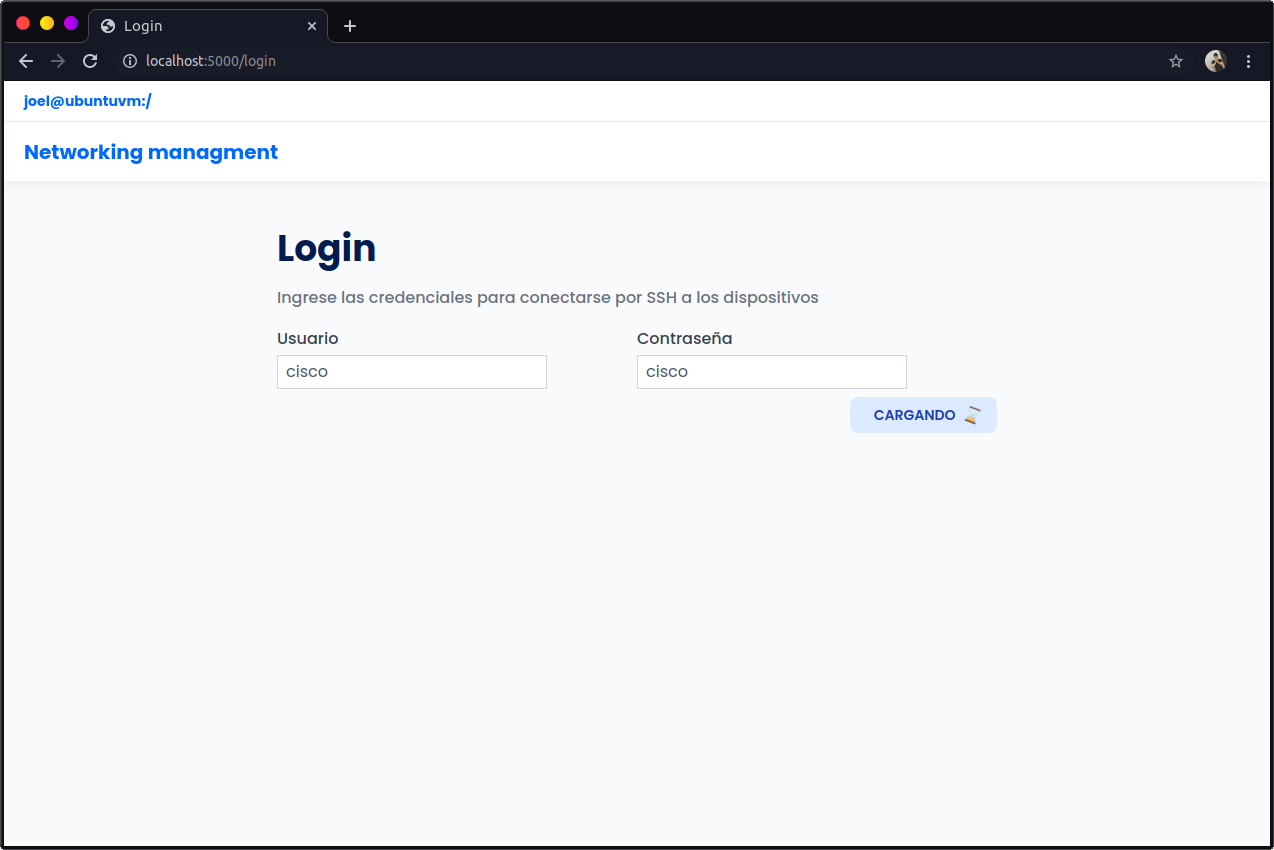 Login
localhost:5000/login
joel@ubuntuvm:/
Networking managment
Login
Ingrese las credenciales para conectarse por SSH a los dispositivos
Usuario Contraseña
cisco cisco
CARGANDO